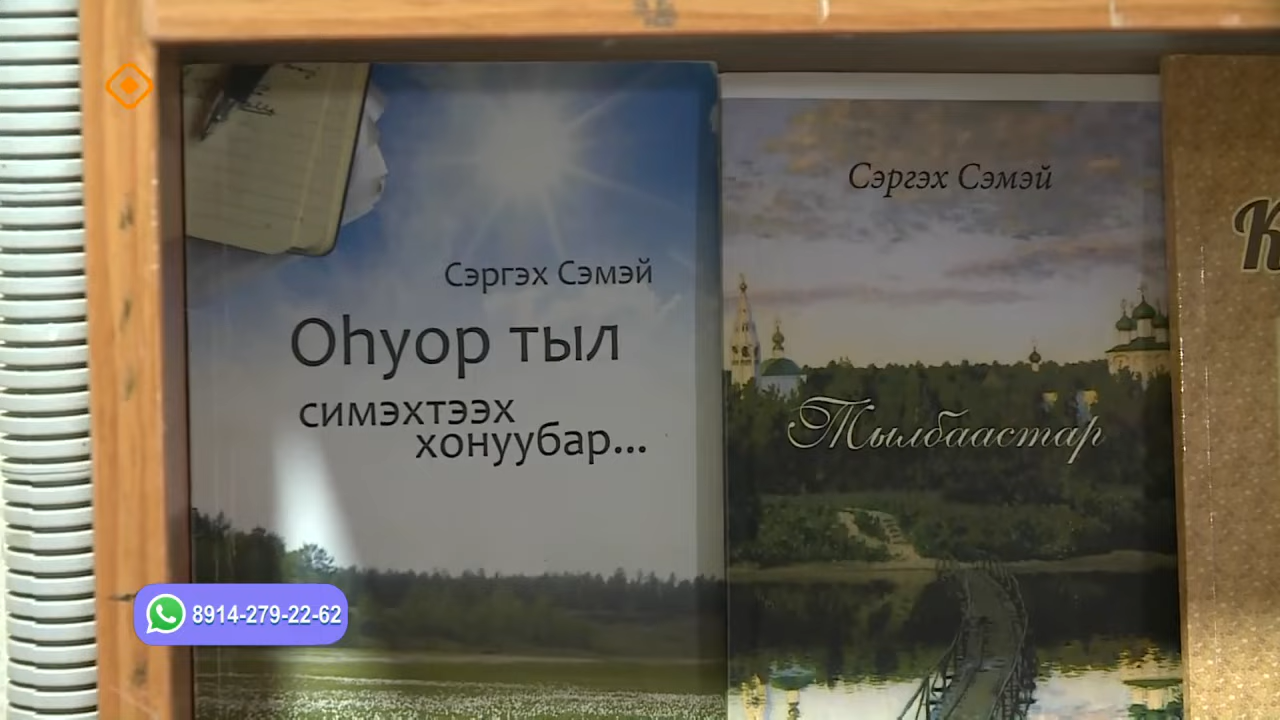 Сэргэх Сэмэй
Оһуор тыл
симэхтээх
хонуубар...
Сэргэх Сэмэй
Тылбаастар
К
8914-279-22-62